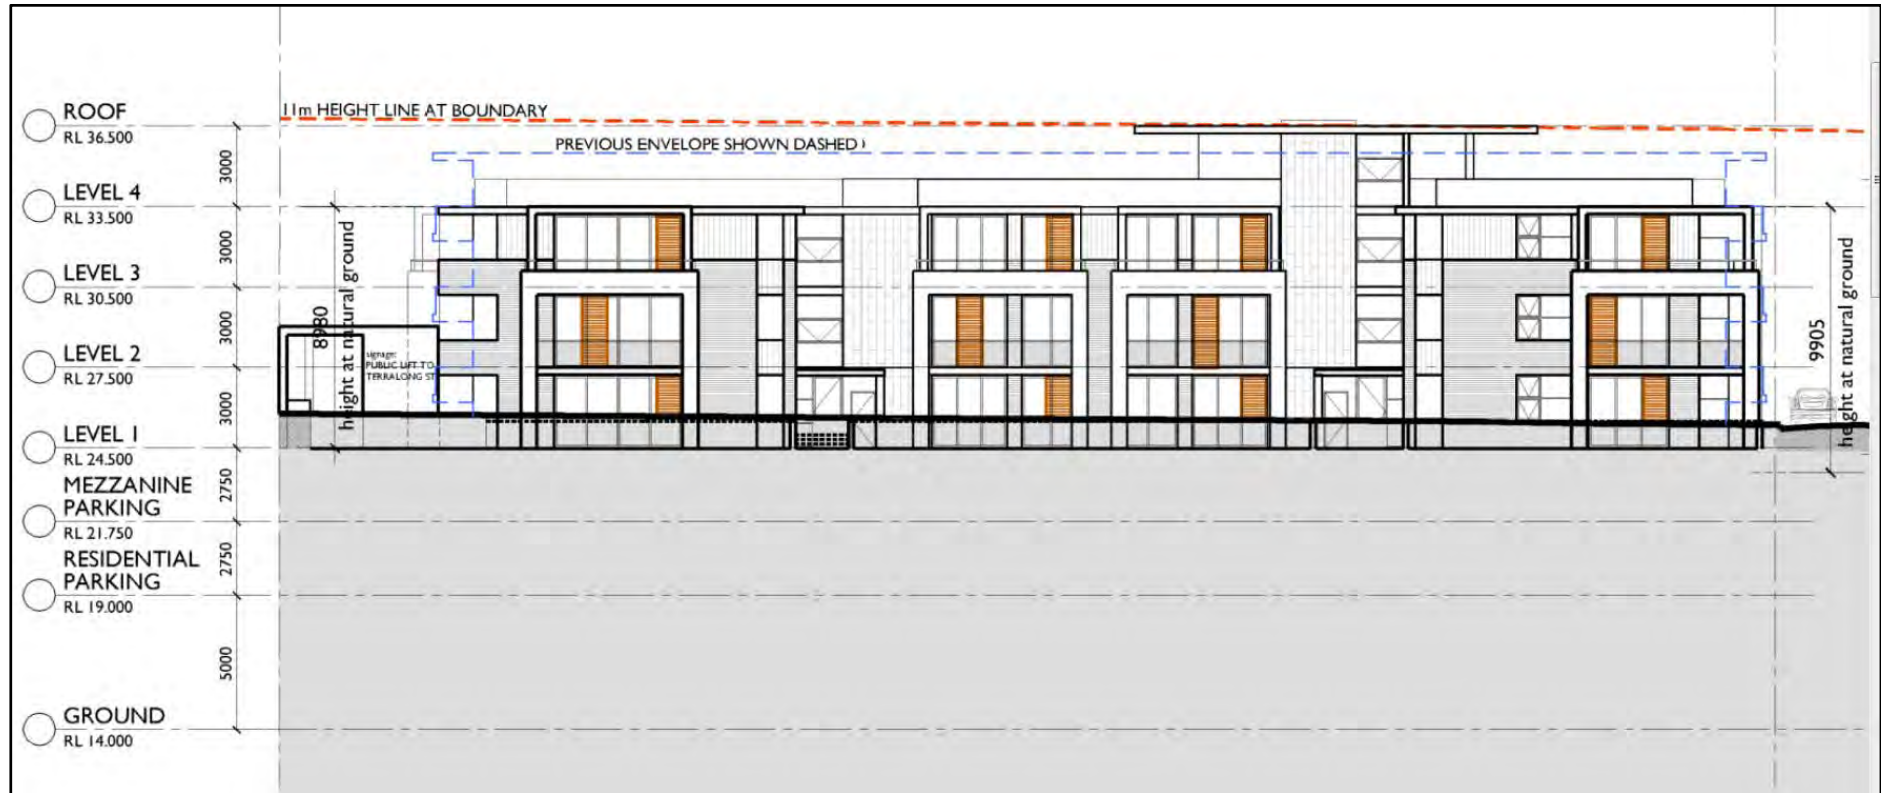 ROOF
RL 36.500
11m HEIGHT LINE AT BOUNDARY
PREVIOUS ENVELOPE SHOWN DASHED
3000
LEVEL 4
RL 33.500
3000
LEVEL 3
RL 30.500
3000
LEVEL 2
RL 27.500
3000
LEVEL 1
RL 24.500
2750
MEZZANINE
PARKING
RL 21.750
2750
RESIDENTIAL
PARKING
RL 19.000
5000
GROUND
RL 14.000
8980
height at natural ground
signage:
PUBLIC LIFT TO
TERRALONG ST
9905
height at natural ground